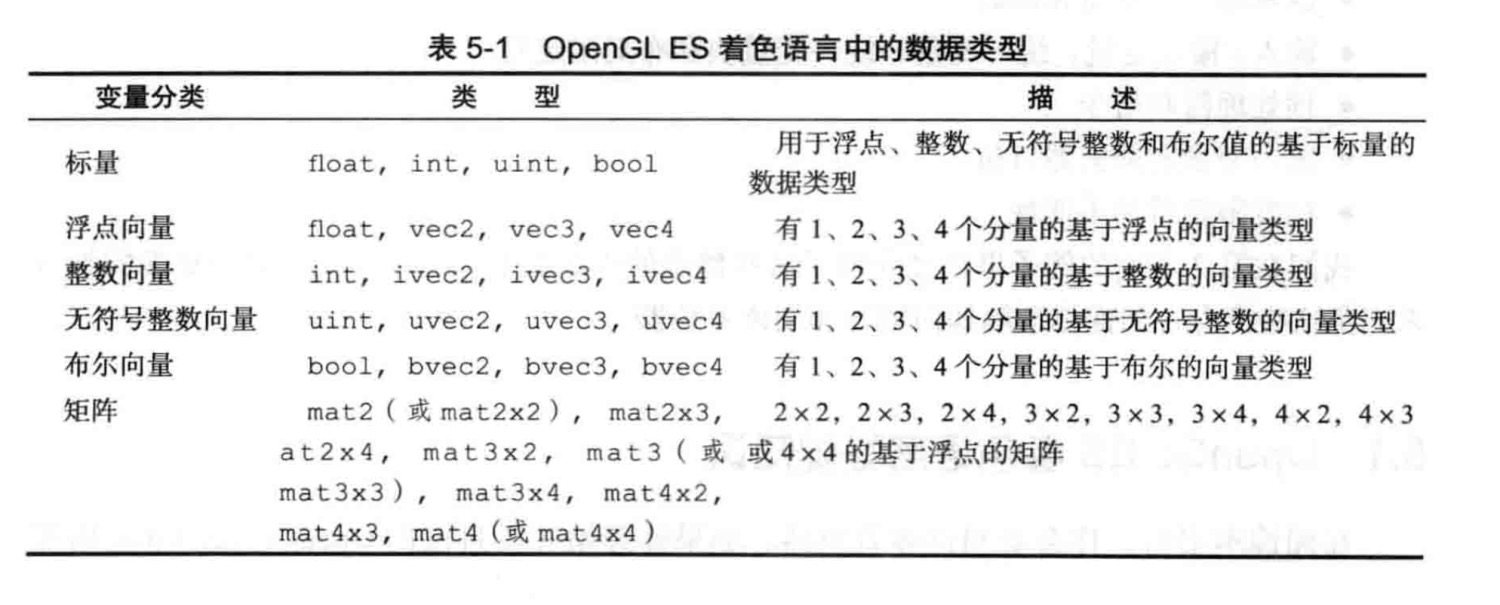 表 5-1 OpenGL ES 着色语言中的数据类型
变量分类 类 型 描 述
标量 float, int, uint, bool 用于浮点、整数、无符号整数和布尔值的基于标量的
数据类型
浮点向量 float, vec2, vec3, vec4 有 1、2、3、4 个分量的基于浮点的向量类型
整数向量 int, ivec2, ivec3, ivec4 有 1、2、3、4 个分量的基于整数的向量类型
无符号整数向量 uint, uvec2, uvec3, uvec4 有 1、2、3、4 个分量的基于无符号整数的向量类型
布尔向量 bool, bvec2, bvec3, bvec4 有 1、2、3、4 个分量的基于布尔的向量类型
矩阵 mat2（或 mat2x2），mat2x3, 2×2，2×3，2×4，3×2，3×3，3×4，4×2，4×3
at2x4, mat3x2, mat3（或 或 4×4 的基于浮点的矩阵
mat3x3），mat3x4, mat4x2,
mat4x3, mat4（或 mat4x4）